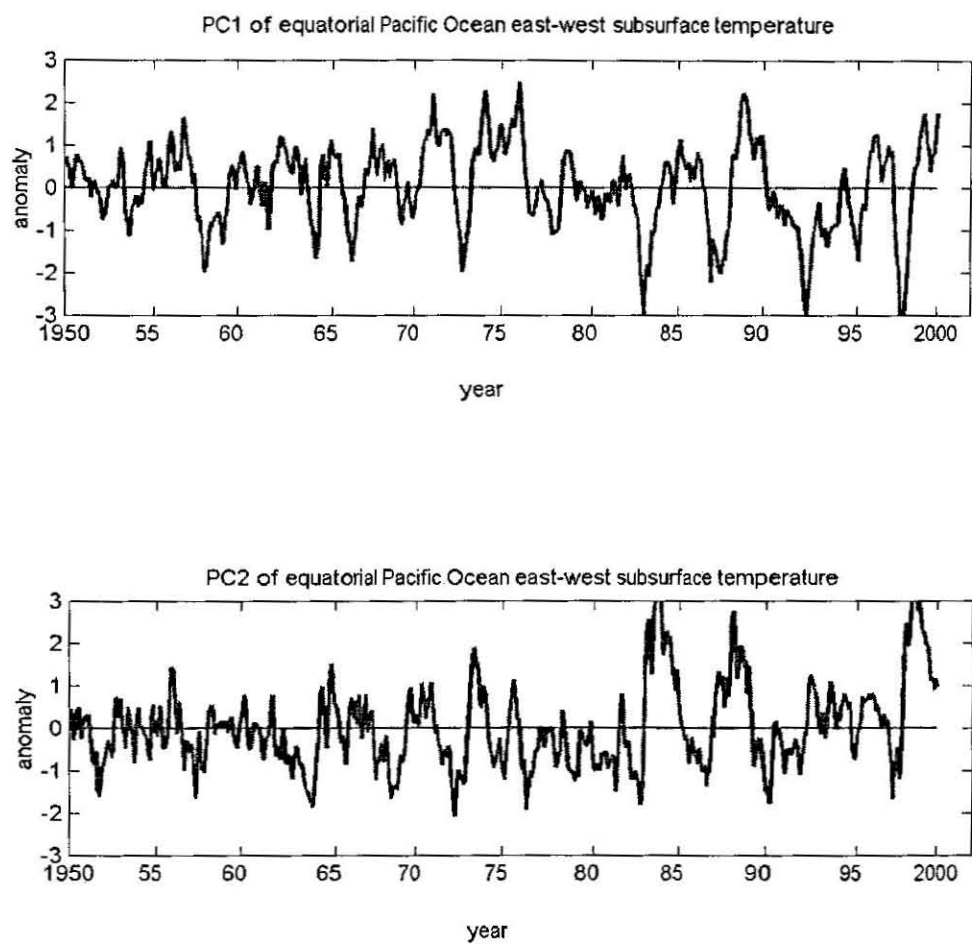 PC1 of equatorial Pacific Ocean east-west subsurface temperature
3
2
1
0
-1
-2
-3
anomaly
1950 55 60 65 70 75 80 85 90 95 2000
year
PC2 of equatorial Pacific Ocean east-west subsurface temperature
3
2
1
0
-1
-2
-3
anomaly
1950 55 60 65 70 75 80 85 90 95 2000
year